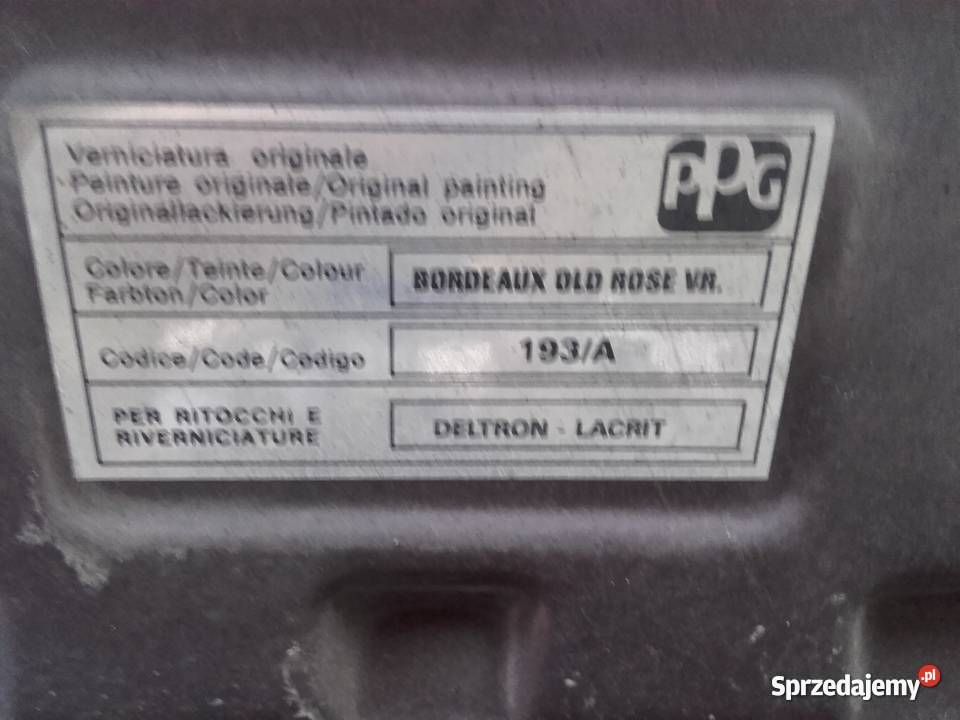 Verniciatura originale
Peinture originale/Original painting
Originallackierung/Pintado original
PPG
Colore/Teinte/Colour
Farbton/Color
BORDEAUX OLD ROSE VR.
Codice/Code/Codigo
193/A
PER RITOCCHI E
RIVERNICIATURE
DELTRON - LACRIT
Sprzedajemy.pl